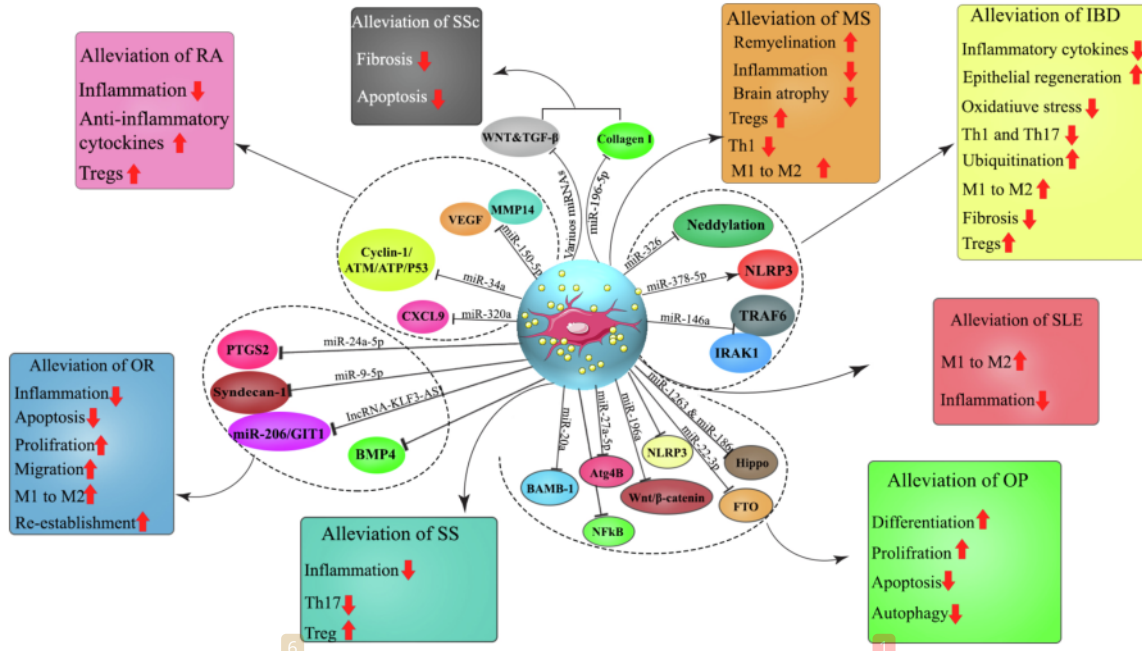 Alleviation of RA
Inflammation
Anti-inflammatory
cytockines
Tregs
Alleviation of SSc
Fibrosis
Apoptosis
Alleviation of MS
Remyelination
Inflammation
Brain atrophy
Tregs
Th1
M1 to M2
Alleviation of IBD
Inflammatory cytokines
Epithelial regeneration
Oxidatiuve stress
Th1 and Th17
Ubiquitination
M1 to M2
Fibrosis
Tregs
WNT&TGF-β
Collagen I
Variuos miRNAs
miR-196-5p
VEGF
MMP14
miR-150-5p
Cyclin-1/
ATM/ATP/P53
miR-34a
CXCL9
miR-320a
Neddylation
miR-326
NLRP3
miR-378-5p
TRAF6
miR-146a
IRAK1
PTGS2
miR-24a-5p
Syndecan-1
miR-9-5p
miR-206/GIT1
lncRNA-KLF3-AS1
BMP4
Alleviation of OR
Inflammation
Apoptosis
Prolifration
Migration
M1 to M2
Re-establishment
Alleviation of SLE
M1 to M2
Inflammation
miR-20a
miR-27a-5p
miR-196a
miR-1263 & miR-186
miR-22-3p
BAMB-1
Atg4B
NLRP3
Hippo
Wnt/β-catenin
FTO
NFkB
Alleviation of SS
Inflammation
Th17
Treg
Alleviation of OP
Differentiation
Prolifration
Apoptosis
Autophagy
6
1